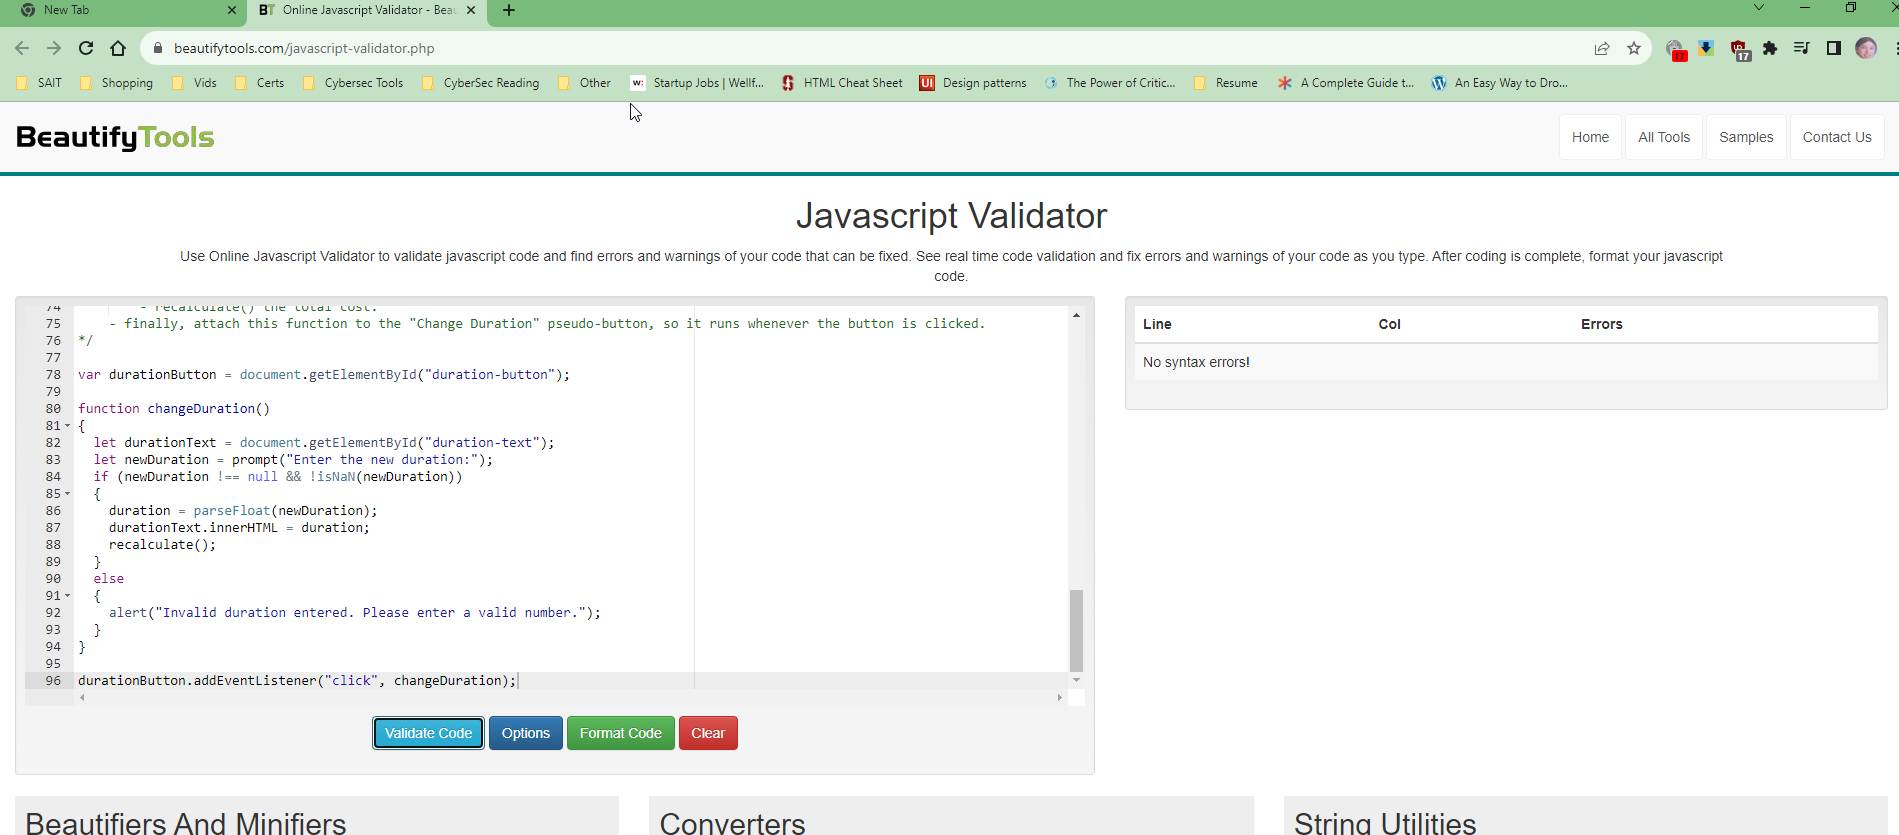 New Tab
BT Online Javascript Validator - Beau
beautifytools.com/javascript-validator.php
17
17
SAIT
Shopping
Vids
Certs
Cybersec Tools
CyberSec Reading
Other
w: Startup Jobs | Wellf...
HTML Cheat Sheet
UI Design patterns
The Power of Critic...
Resume
A Complete Guide t...
An Easy Way to Dro...
BeautifyTools
Home
All Tools
Samples
Contact Us
Javascript Validator
Use Online Javascript Validator to validate javascript code and find errors and warnings of your code that can be fixed. See real time code validation and fix errors and warnings of your code as you type. After coding is complete, format your javascript
code.
74         - recalculate() the total cost.
75     - finally, attach this function to the "Change Duration" pseudo-button, so it runs whenever the button is clicked.
76 */
77
78 var durationButton = document.getElementById("duration-button");
79
80 function changeDuration()
81 {
82   let durationText = document.getElementById("duration-text");
83   let newDuration = prompt("Enter the new duration:");
84   if (newDuration !== null && !isNaN(newDuration))
85   {
86     duration = parseFloat(newDuration);
87     durationText.innerHTML = duration;
88     recalculate();
89   }
90   else
91   {
92     alert("Invalid duration entered. Please enter a valid number.");
93   }
94 }
95
96 durationButton.addEventListener("click", changeDuration);
Validate Code
Options
Format Code
Clear
Line
Col
Errors
No syntax errors!
Beautifiers And Minifiers
Converters
String Utilities